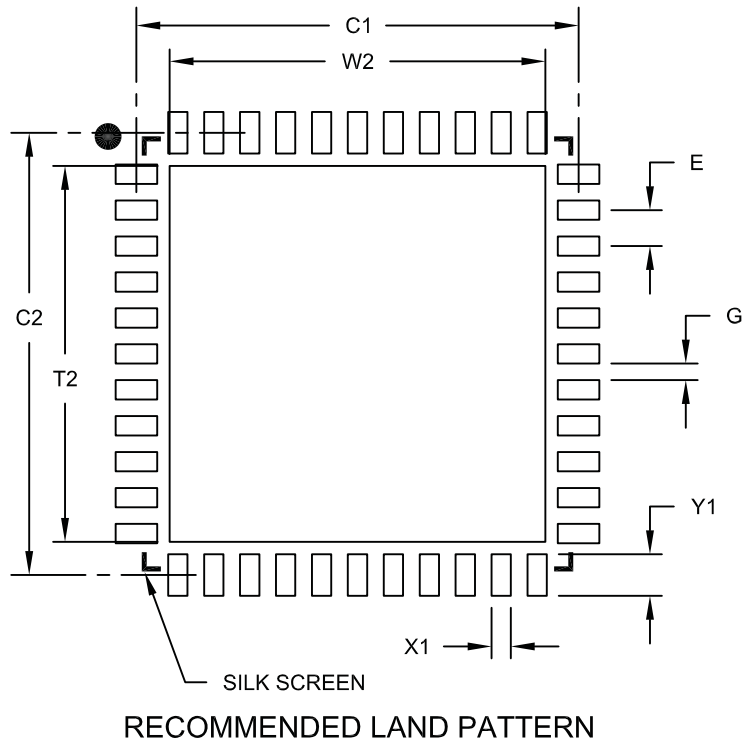 C1
W2
E
C2
G
T2
Y1
X1
SILK SCREEN
RECOMMENDED LAND PATTERN